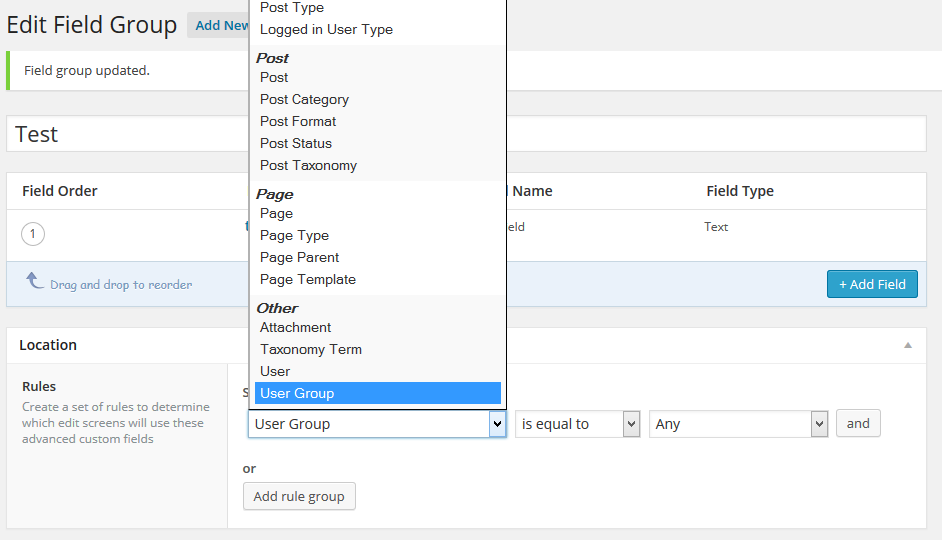 Edit Field Group
Add New
Field group updated.
Test
Field Order
Name
Field Type
1
Text
Drag and drop to reorder
+ Add Field
Post Type
Logged in User Type
Post
Post
Post Category
Post Format
Post Status
Post Taxonomy
Page
Page
Page Type
Page Parent
Page Template
Other
Attachment
Taxonomy Term
User
User Group
Location
Rules
Create a set of rules to determine
which edit screens will use these
advanced custom fields
User Group
is equal to
Any
and
or
Add rule group